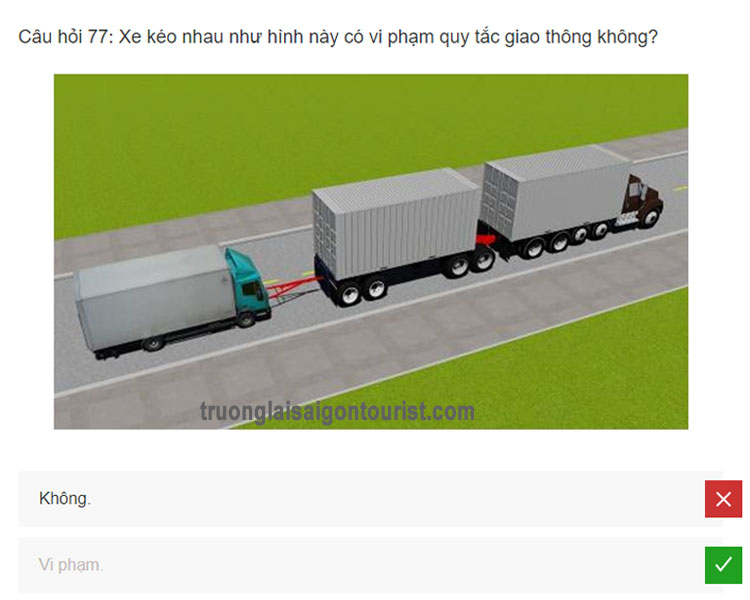 Câu hỏi 77: Xe kéo nhau như hình này có vi phạm quy tắc giao thông không?
truonglaisaigontourist.com
Không.
Vi phạm.